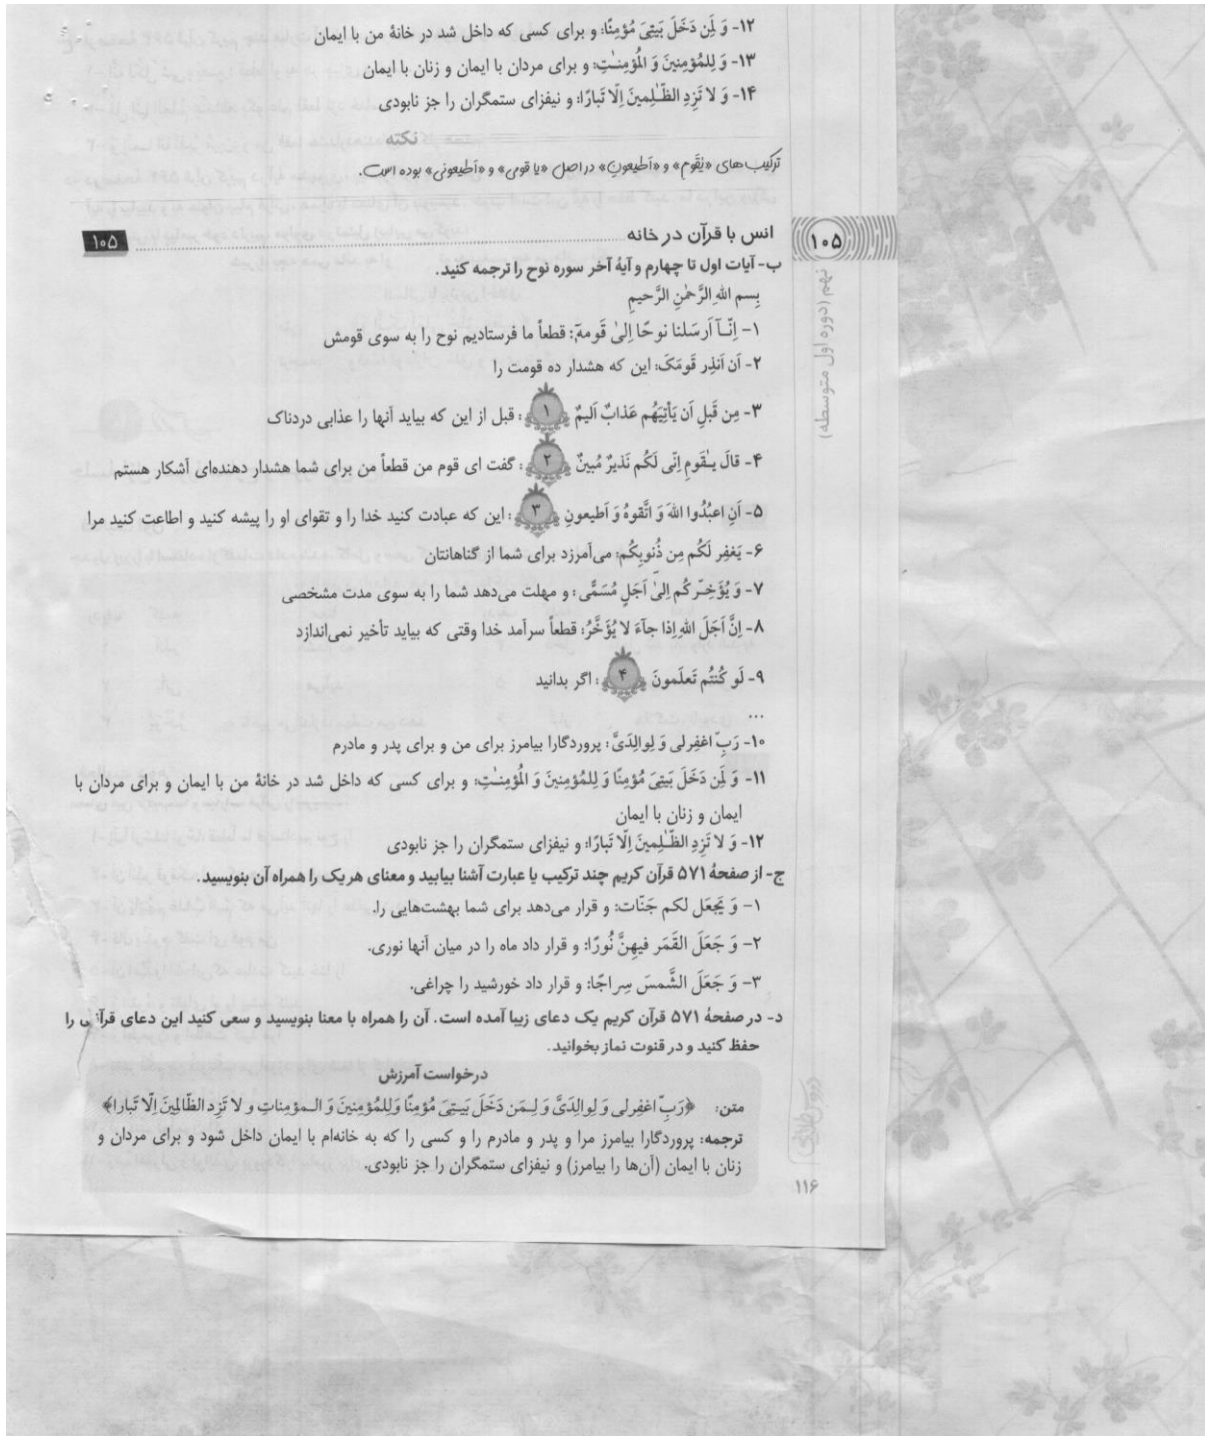 ۱۲- وَ لِمَن دَخَلَ بَیتِیَ مُؤمِنًا: و برای کسی که داخل شد در خانهٔ من با ایمان
۱۳- وَ لِلمُؤمِنینَ وَ المُؤمِنـٰتِ: و برای مردان با ایمان و زنان با ایمان
۱۴- وَ لا تَزِدِ الظّـٰلِمینَ اِلّا تَبارًا: و نیفزای ستمگران را جز نابودی
نکته
ترکیب‌های «یٰقَومِ» و «اَطیعونِ» در اصل «یا قومی» و «اَطیعونی» بوده است.
انس با قرآن در خانه ۱۰۵
۱۰۵
ب- آیات اول تا چهارم و آیهٔ آخر سوره نوح را ترجمه کنید.
بِسمِ اللهِ الرَّحمٰنِ الرَّحیمِ
۱- اِنّـآ اَرسَلنا نوحًا اِلیٰ قَومِهٓ: قطعاً ما فرستادیم نوح را به سوی قومش
۲- اَن اَنذِر قَومَکَ: این که هشدار ده قومت را
۳- مِن قَبلِ اَن یَأتِیَهُم عَذابٌ اَلیمٌ ۱ : قبل از این که بیاید آنها را عذابی دردناک
۴- قالَ یـٰقَومِ اِنّی لَکُم نَذیرٌ مُبینٌ ۲ : گفت ای قوم من قطعاً من برای شما هشدار دهنده‌ای آشکار هستم
۵- اَنِ اعبُدُوا اللهَ وَ اتَّقوهُ وَ اَطیعونِ ۳ : این که عبادت کنید خدا را و تقوای او را پیشه کنید و اطاعت کنید مرا
۶- یَغفِر لَکُم مِن ذُنوبِکُم: می‌آمرزد برای شما از گناهانتان
۷- وَ یُؤَخِّرکُم اِلیٰٓ اَجَلٍ مُسَمًّی: و مهلت می‌دهد شما را به سوی مدت مشخصی
۸- اِنَّ اَجَلَ اللهِ اِذا جآءَ لا یُؤَخَّرُ: قطعاً سرآمد خدا وقتی که بیاید تأخیر نمی‌اندازد
۹- لَو کُنتُم تَعلَمونَ ۴ : اگر بدانید
...
۱۰- رَبِّ اغفِرلی وَ لِوالِدَیَّ: پروردگارا بیامرز برای من و برای پدر و مادرم
۱۱- وَ لِمَن دَخَلَ بَیتِیَ مُؤمِنًا وَ لِلمُؤمِنینَ وَ المُؤمِنـٰتِ: و برای کسی که داخل شد در خانهٔ من با ایمان و برای مردان با
ایمان و زنان با ایمان
۱۲- وَ لا تَزِدِ الظّـٰلِمینَ اِلّا تَبارًا: و نیفزای ستمگران را جز نابودی
ج- از صفحهٔ ۵۷۱ قرآن کریم چند ترکیب یا عبارت آشنا بیابید و معنای هر یک را همراه آن بنویسید.
۱- وَ یَجعَل لکم جَنّات: و قرار می‌دهد برای شما بهشت‌هایی را.
۲- وَ جَعَلَ القَمَر فیهِنَّ نُورًا: و قرار داد ماه را در میان آنها نوری.
۳- وَ جَعَلَ الشَّمسَ سِراجًا: و قرار داد خورشید را چراغی.
د- در صفحهٔ ۵۷۱ قرآن کریم یک دعای زیبا آمده است. آن را همراه با معنا بنویسید و سعی کنید این دعای قرآنی را
حفظ کنید و در قنوت نماز بخوانید.
درخواست آمرزش
متن: ﴿رَبِّ اغفِرلی وَ لِوالِدَیَّ وَ لِـمَن دَخَلَ بَیـتِیَ مُؤمِنًا وَلِلمُؤمِنینَ وَ الـمؤمِناتِ و لا تَزِد الظّالِمینَ اِلّا تَبارا﴾
ترجمه: پروردگارا بیامرز مرا و پدر و مادرم را و کسی را که به خانه‌ام با ایمان داخل شود و برای مردان و
زنان با ایمان (آن‌ها را بیامرز) و نیفزای ستمگران را جز نابودی.
نهم (دوره اول متوسطه)
۱۱۶